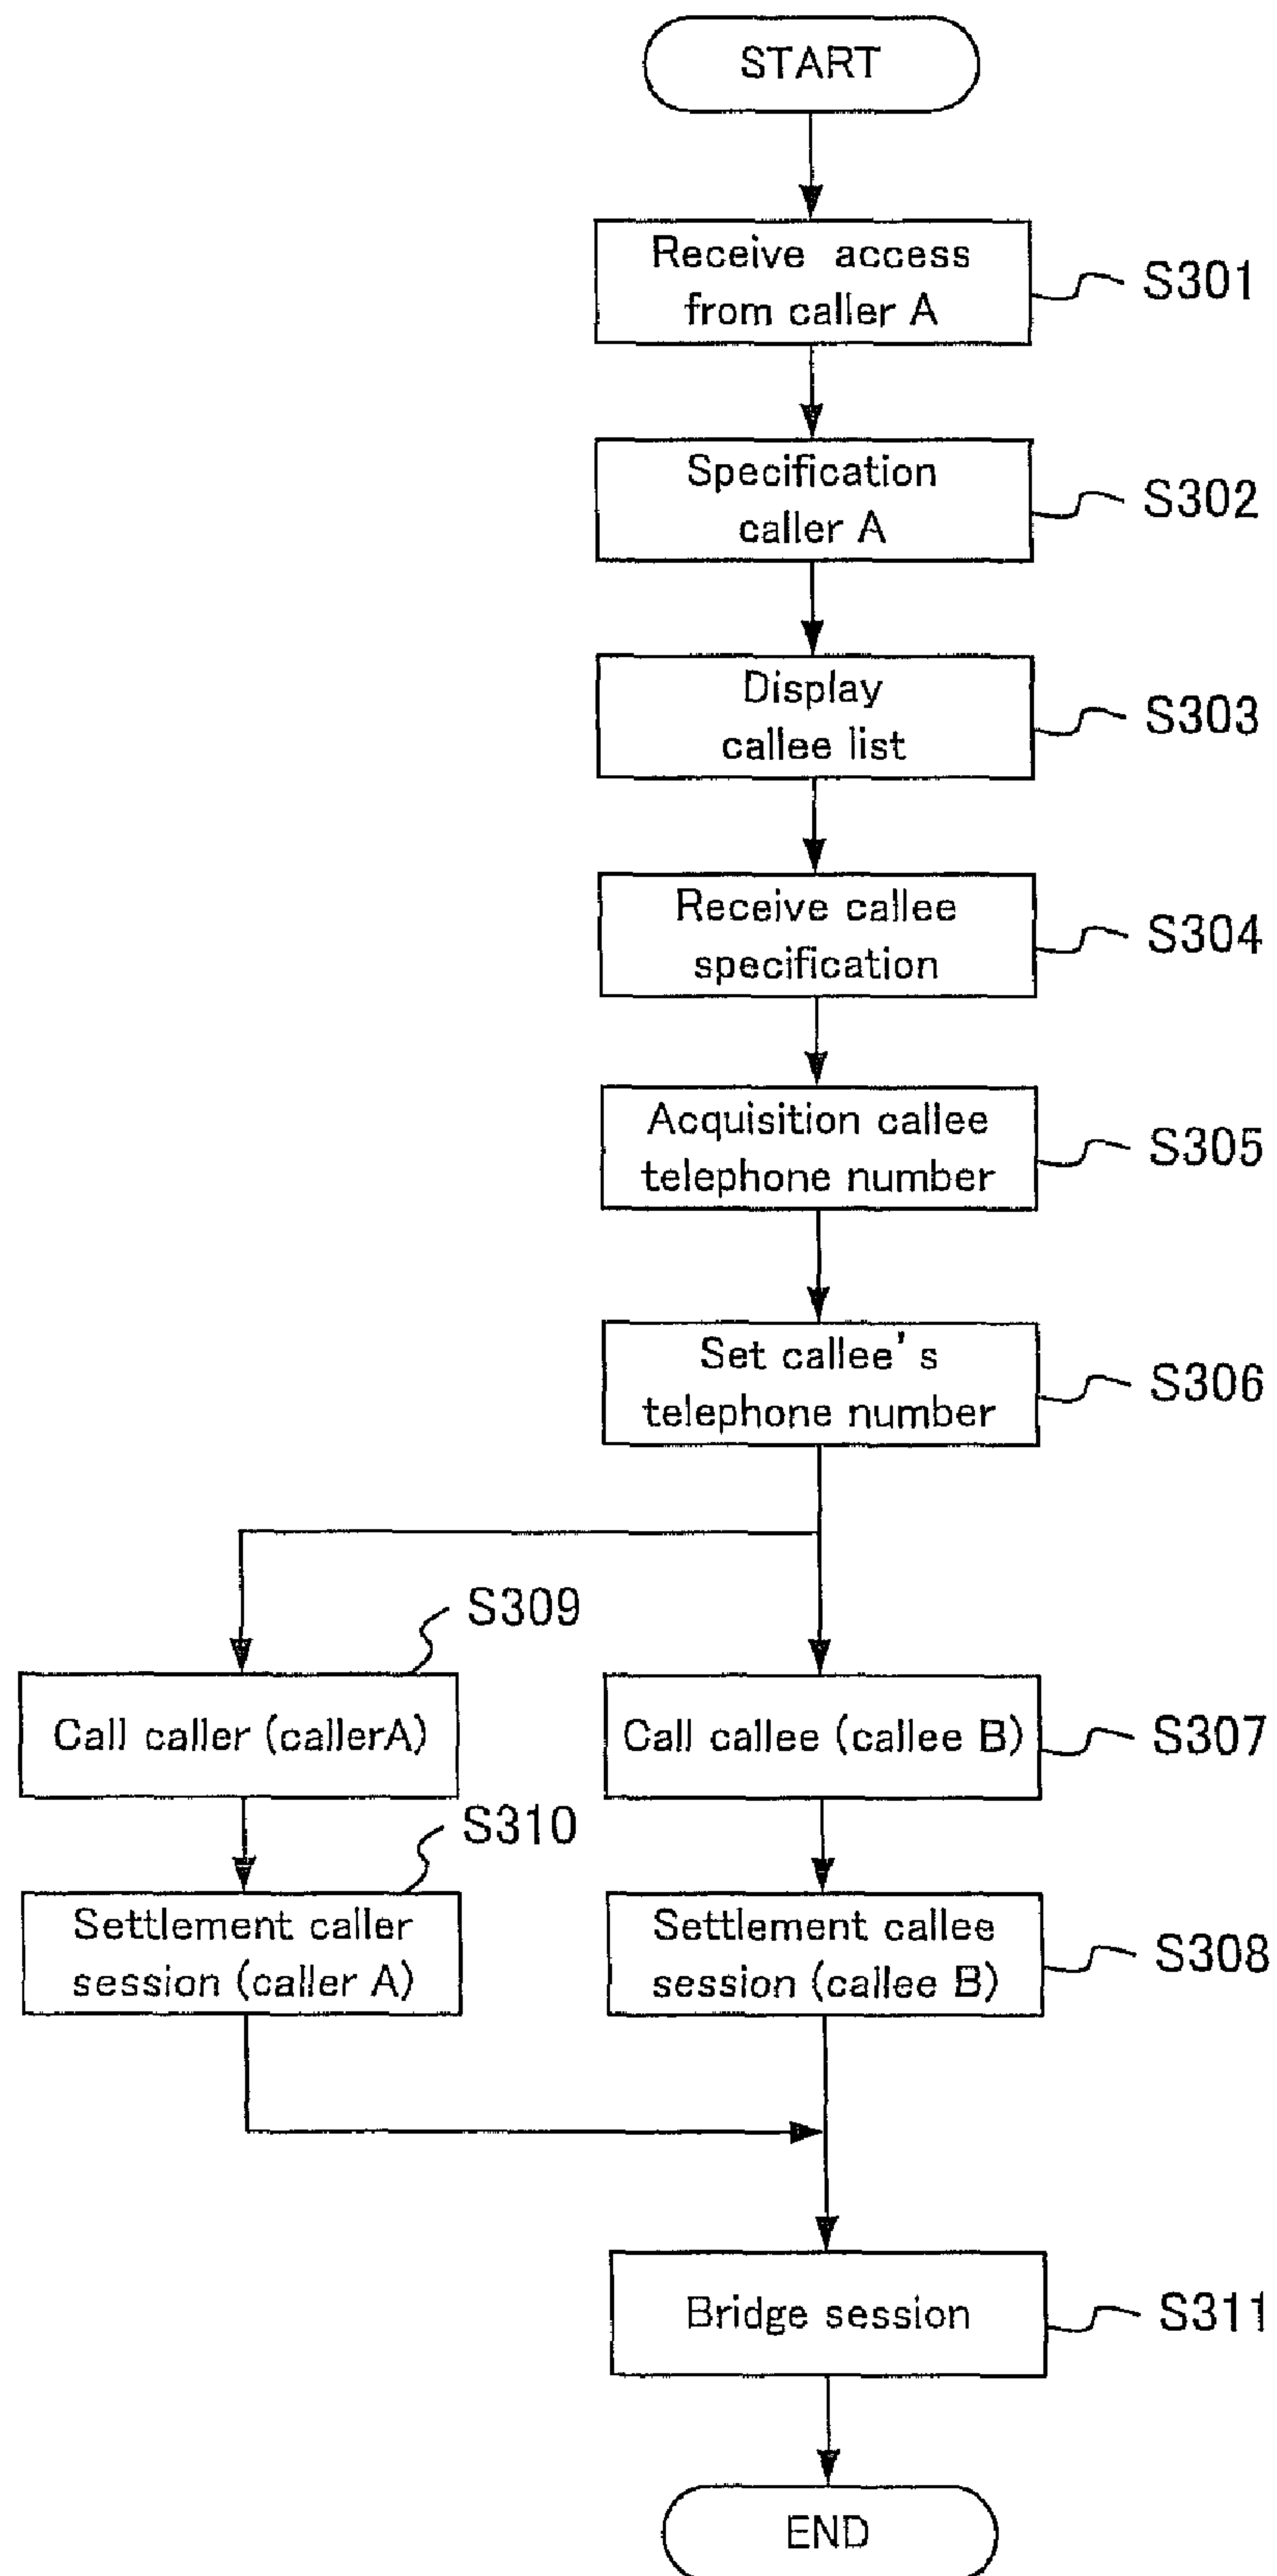 START
Receive access
from caller A
S301
Specification
caller A
S302
Display
callee list
S303
Receive callee
specification
S304
Acquisition callee
telephone number
S305
Set callee's
telephone number
S306
S309
Call caller (callerA)
Call callee (callee B)
S307
S310
Settlement caller
session (caller A)
Settlement callee
session (callee B)
S308
Bridge session
S311
END